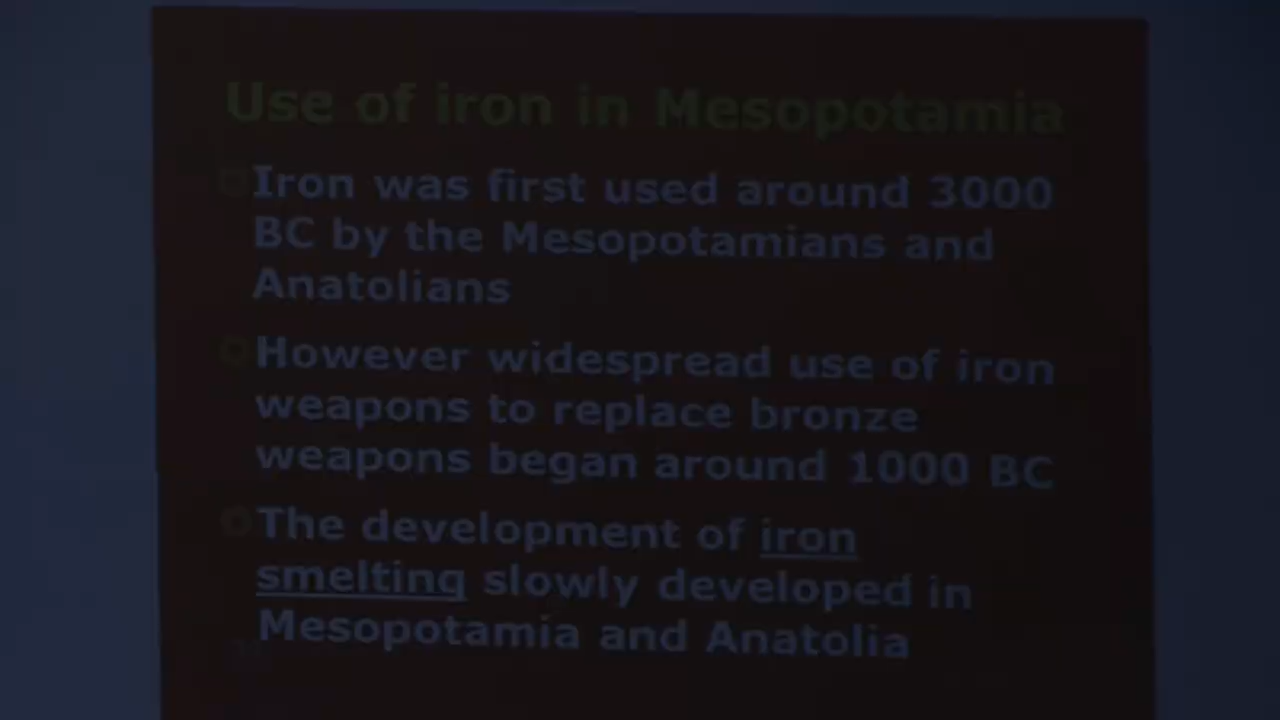 Use of iron in Mesopotamia
Iron was first used around 3000
BC by the Mesopotamians and
Anatolians
However widespread use of iron
weapons to replace bronze
weapons began around 1000 BC
The development of iron
smelting slowly developed in
Mesopotamia and Anatolia